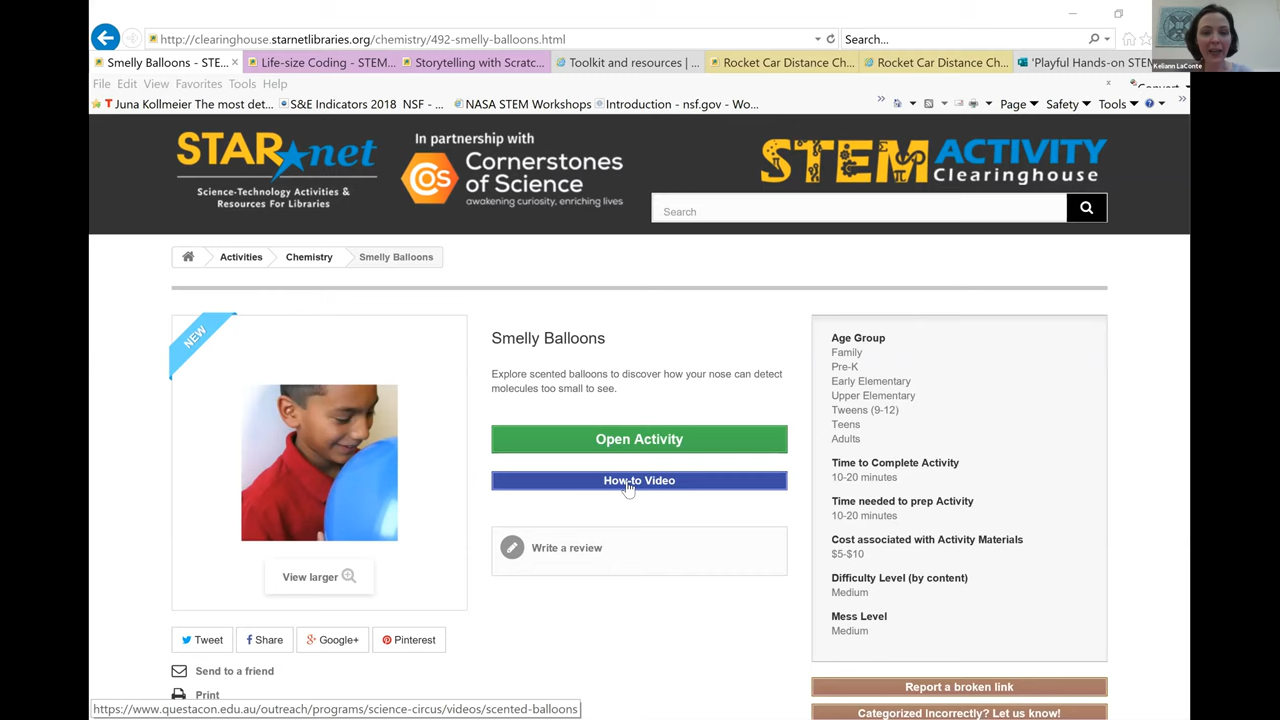 Keliann LaConte
http://clearinghouse.starnetlibraries.org/chemistry/492-smelly-balloons.html
Search...
Smelly Balloons - STE...
Life-size Coding - STEM...
Storytelling with Scratc...
Toolkit and resources | ...
Rocket Car Distance Ch...
Rocket Car Distance Ch...
'Playful Hands-on STEM
File Edit View Favorites Tools Help
Convert
Juna Kollmeier The most det...
S&E Indicators 2018 NSF - ...
NASA STEM Workshops
Introduction - nsf.gov - Wo...
Page
Safety
Tools
STAR net
Science-Technology Activities &
Resources For Libraries
In partnership with
COS
Cornerstones
of Science
awakening curiosity, enriching lives
STEM ACTIVITY
Clearinghouse
Search
Activities
Chemistry
Smelly Balloons
NEW
View larger
Smelly Balloons
Explore scented balloons to discover how your nose can detect
molecules too small to see.
Open Activity
How-to Video
Write a review
Age Group
Family
Pre-K
Early Elementary
Upper Elementary
Tweens (9-12)
Teens
Adults
Time to Complete Activity
10-20 minutes
Time needed to prep Activity
10-20 minutes
Cost associated with Activity Materials
$5-$10
Difficulty Level (by content)
Medium
Mess Level
Medium
Tweet
Share
Google+
Pinterest
Send to a friend
Print
Report a broken link
Categorized Incorrectly? Let us know!
https://www.questacon.edu.au/outreach/programs/science-circus/videos/scented-balloons